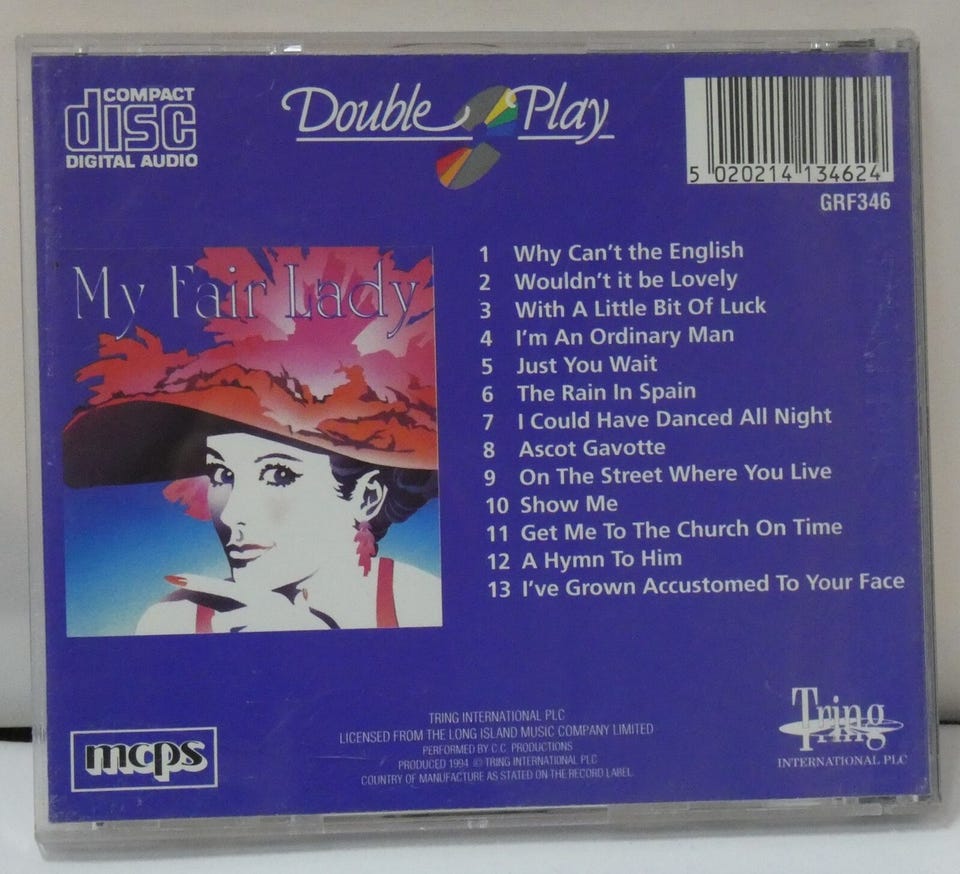 COMPACT
disc
DIGITAL AUDIO
Double Play
5 020214 134624
GRF346
My Fair Lady
1 Why Can't the English
2 Wouldn't it be Lovely
3 With A Little Bit Of Luck
4 I'm An Ordinary Man
5 Just You Wait
6 The Rain In Spain
7 I Could Have Danced All Night
8 Ascot Gavotte
9 On The Street Where You Live
10 Show Me
11 Get Me To The Church On Time
12 A Hymn To Him
13 I've Grown Accustomed To Your Face
mcps
TRING INTERNATIONAL PLC
LICENSED FROM THE LONG ISLAND MUSIC COMPANY LIMITED
PERFORMED BY C.C. PRODUCTIONS
PRODUCED 1994 © TRING INTERNATIONAL PLC
COUNTRY OF MANUFACTURE AS STATED ON THE RECORD LABEL.
Tring
INTERNATIONAL PLC